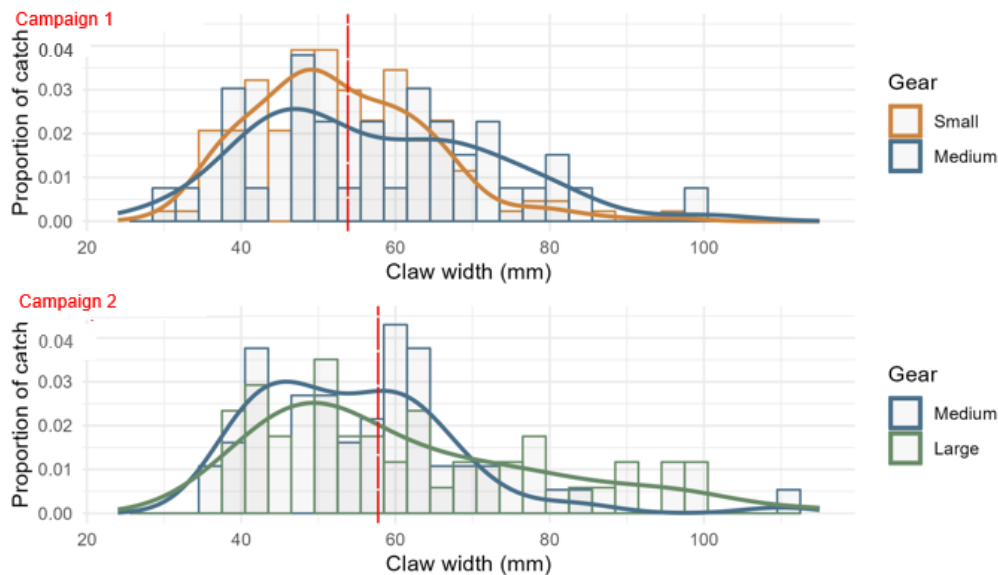 Campaign 1
Proportion of catch
0.04
0.03
0.02
0.01
0.00
20 40 60 80 100
Claw width (mm)
Gear
Small
Medium
Campaign 2
Proportion of catch
0.04
0.03
0.02
0.01
0.00
20 40 60 80 100
Claw width (mm)
Gear
Medium
Large